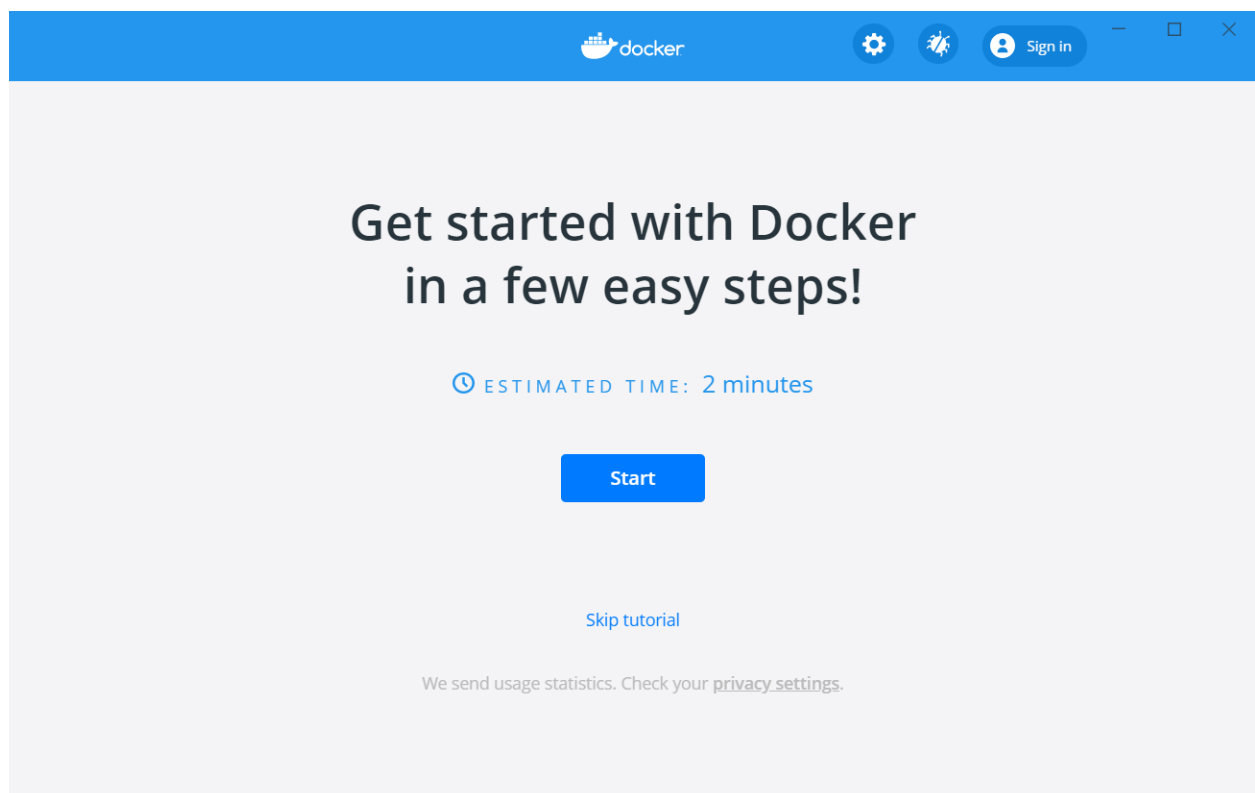 docker
Sign in
Get started with Docker
in a few easy steps!
ESTIMATED TIME: 2 minutes
Start
Skip tutorial
We send usage statistics. Check your privacy settings.